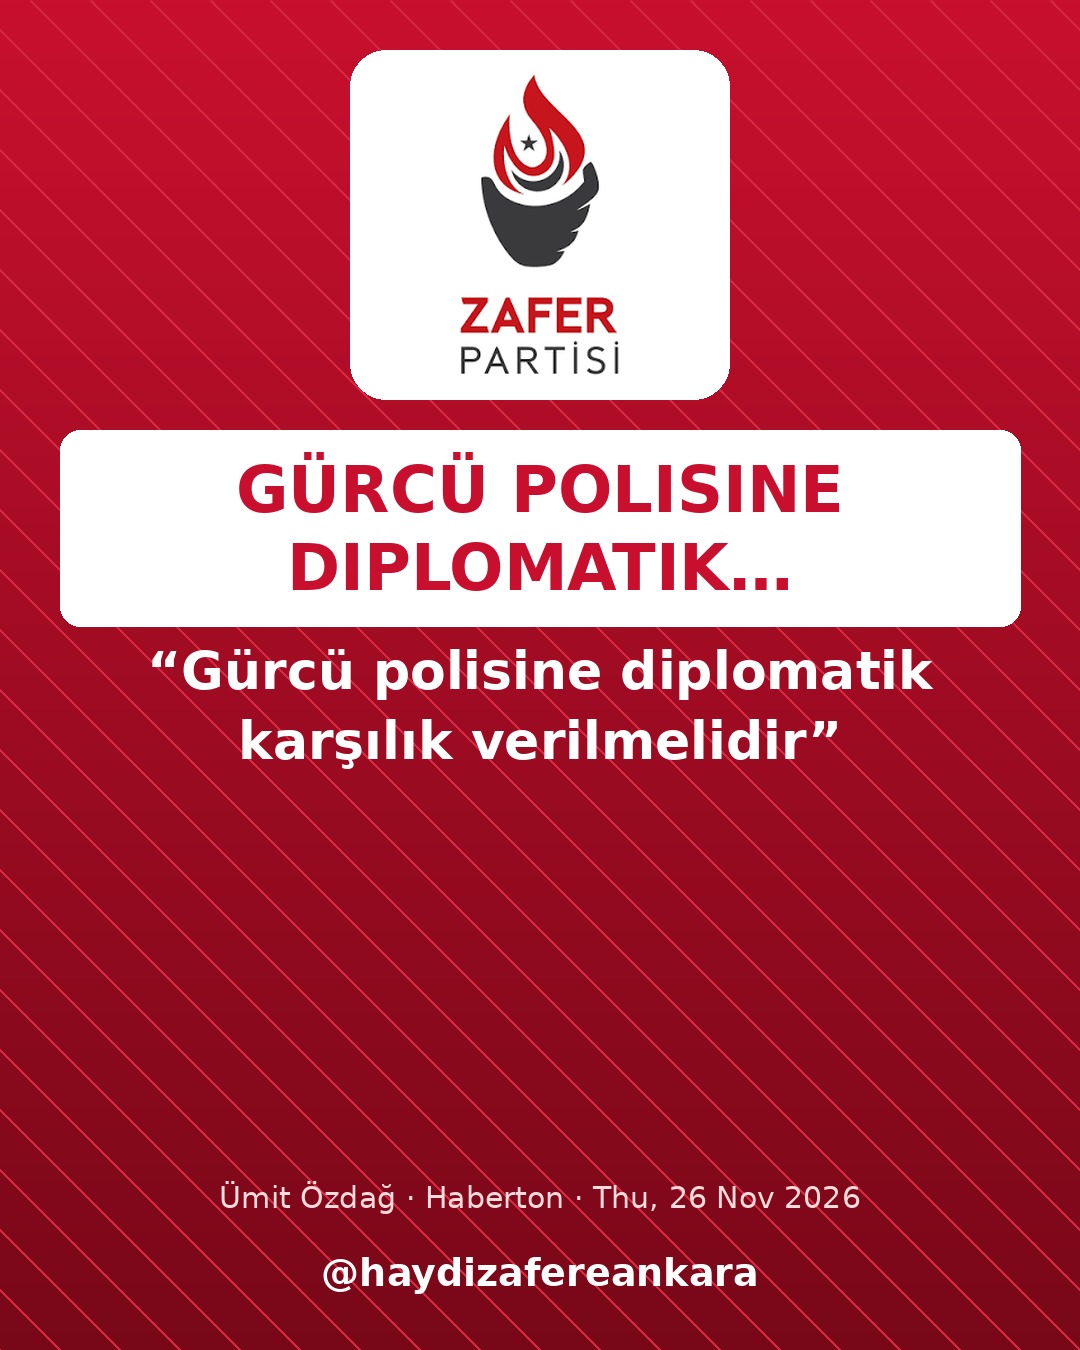 ZAFER
PARTİSİ
GÜRCÜ POLISINE
DIPLOMATIK…
“Gürcü polisine diplomatik
karşılık verilmelidir”
Ümit Özdağ · Haberton · Thu, 26 Nov 2026
@haydizafereankara